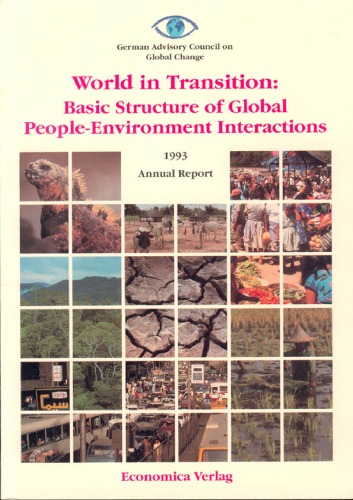 German Advisory Council on
Global Change
World in Transition:
Basic Structure of Global
People-Environment Interactions
1993
Annual Report
Economica Verlag